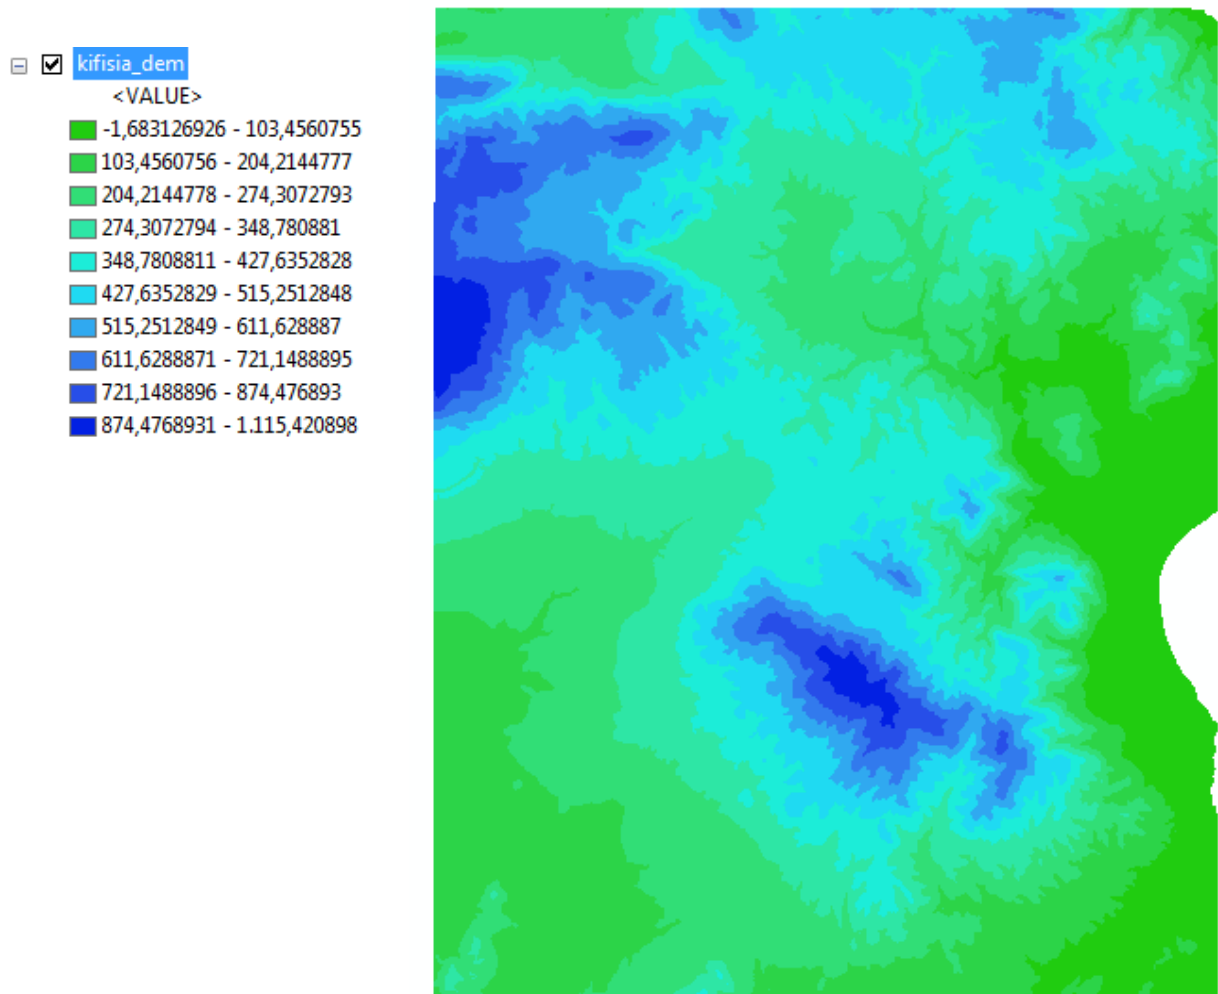 kifisia_dem
<VALUE>
-1,683126926 - 103,4560755
103,4560756 - 204,2144777
204,2144778 - 274,3072793
274,3072794 - 348,780881
348,7808811 - 427,6352828
427,6352829 - 515,2512848
515,2512849 - 611,628887
611,6288871 - 721,1488895
721,1488896 - 874,476893
874,4768931 - 1.115,420898